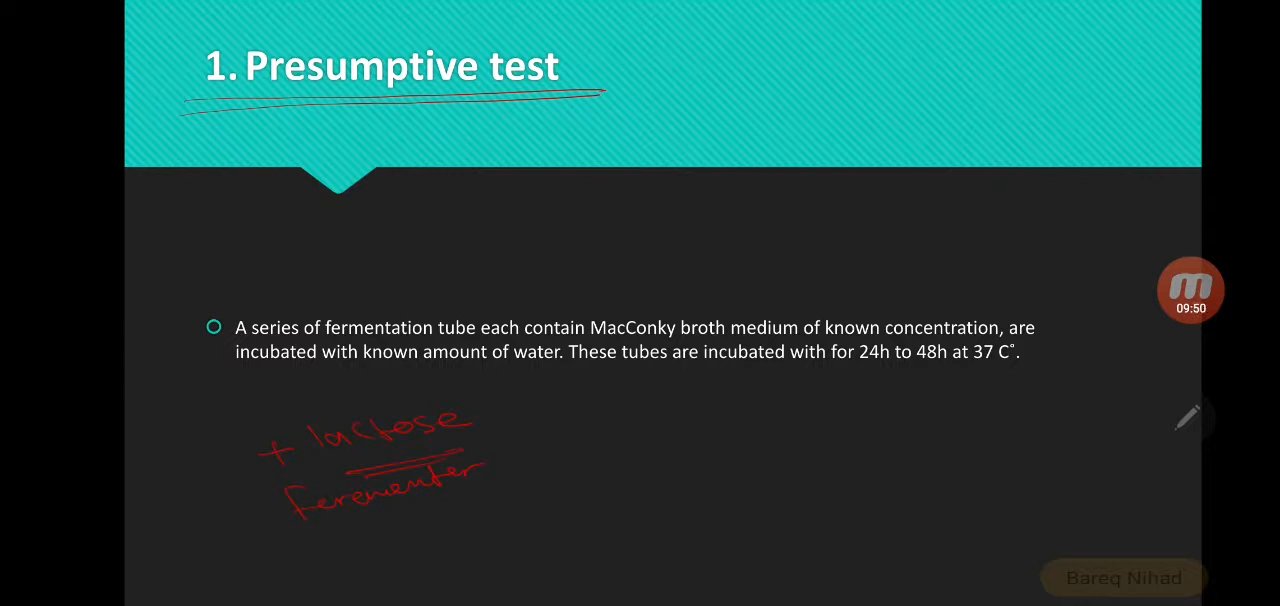 1. Presumptive test
A series of fermentation tube each contain MacConky broth medium of known concentration, are
incubated with known amount of water. These tubes are incubated with for 24h to 48h at 37 C˚.
+ lactose
Ferementer
09:50
Bareq Nihad